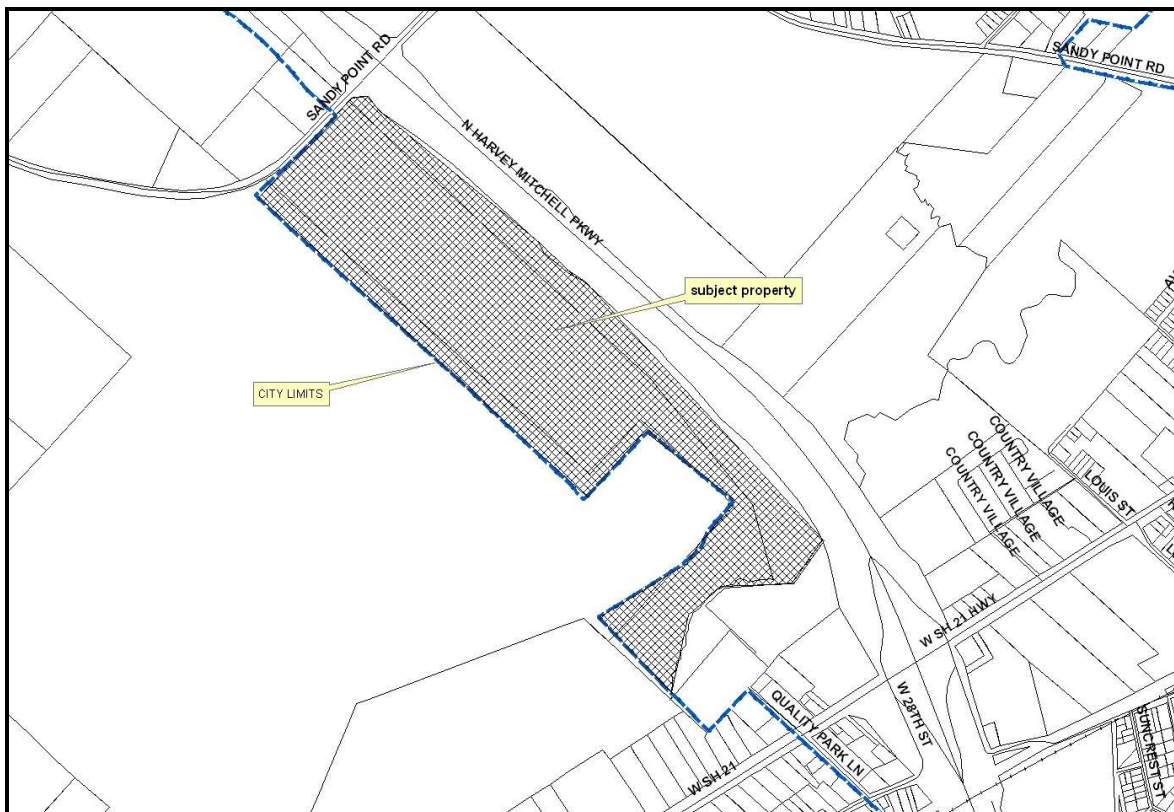 SANDY POINT RD
SANDY POINT RD
N HARVEY MITCHELL PKWY
subject property
CITY LIMITS
COUNTRY VILLAGE
COUNTRY VILLAGE
COUNTRY VILLAGE
LOUIS ST
W SH 21 HWY
W 28TH ST
QUALITY PARK LN
W SH 21
SUNCREST ST